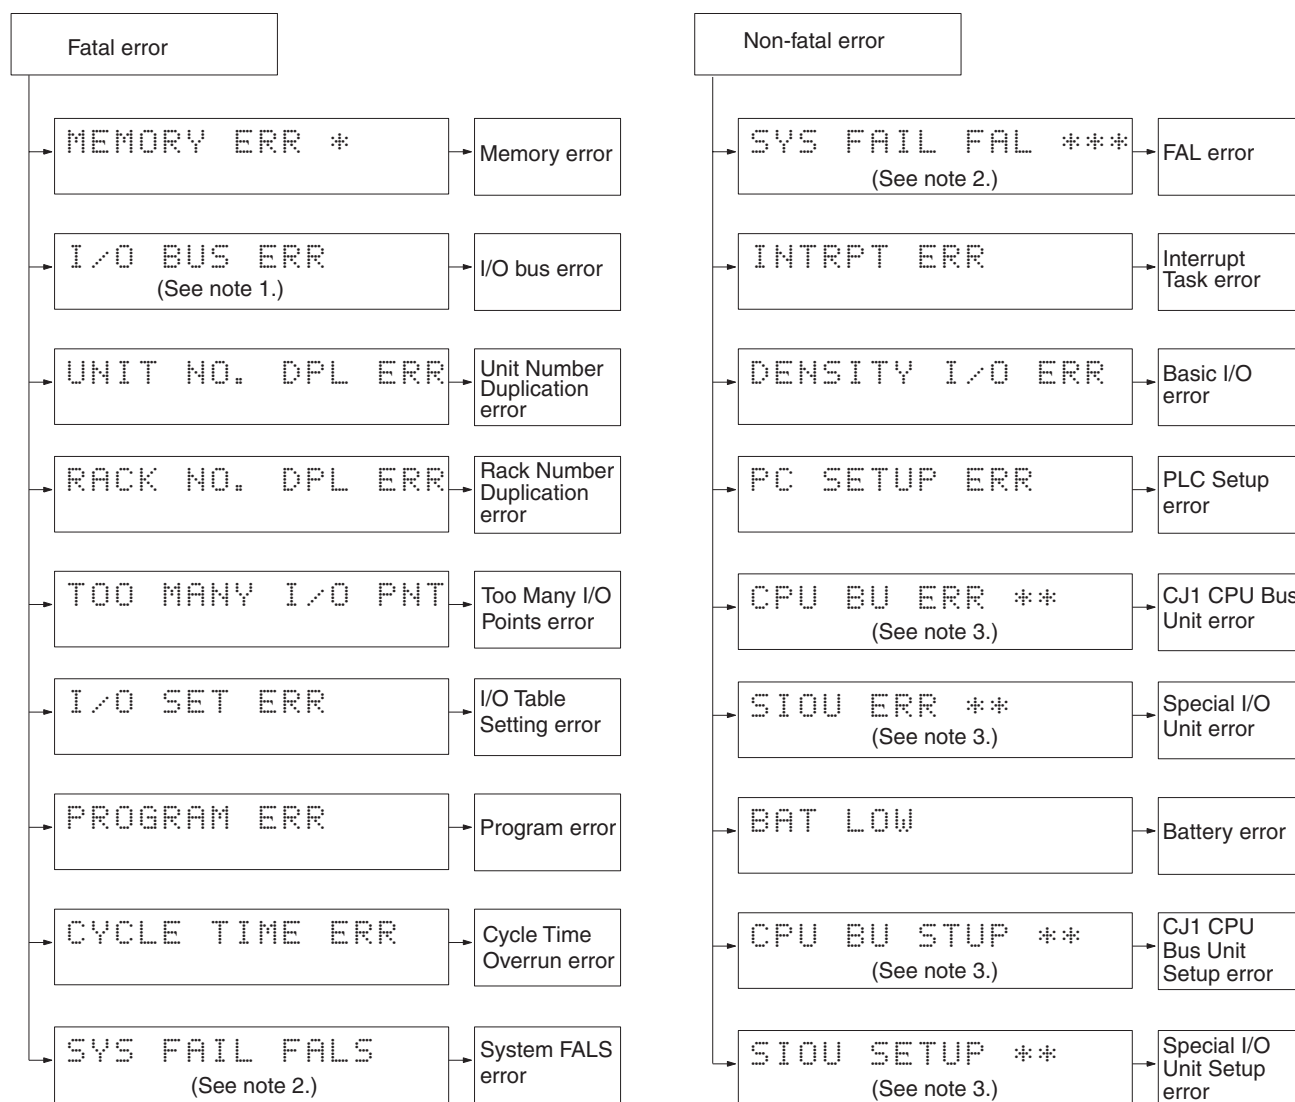 Fatal error
MEMORY ERR *
Memory error
I/O BUS ERR
(See note 1.)
I/O bus error
UNIT NO. DPL ERR
Unit Number
Duplication
error
RACK NO. DPL ERR
Rack Number
Duplication
error
TOO MANY I/O PNT
Too Many I/O
Points error
I/O SET ERR
I/O Table
Setting error
PROGRAM ERR
Program error
CYCLE TIME ERR
Cycle Time
Overrun error
SYS FAIL FALS
(See note 2.)
System FALS
error
Non-fatal error
SYS FAIL FAL ***
(See note 2.)
FAL error
INTRPT ERR
Interrupt
Task error
DENSITY I/O ERR
Basic I/O
error
PC SETUP ERR
PLC Setup
error
CPU BU ERR **
(See note 3.)
CJ1 CPU Bus
Unit error
SIOU ERR **
(See note 3.)
Special I/O
Unit error
BAT LOW
Battery error
CPU BU STUP **
(See note 3.)
CJ1 CPU
Bus Unit
Setup error
SIOU SETUP **
(See note 3.)
Special I/O
Unit Setup
error